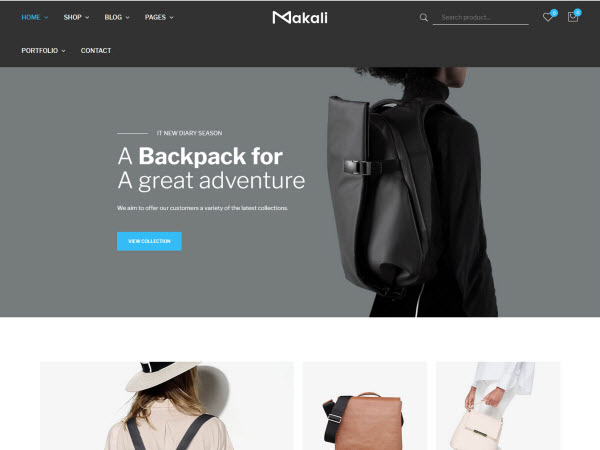 HOME SHOP BLOG PAGES Makali Search product... 0 0
PORTFOLIO CONTACT
IT NEW DIARY SEASON
A Backpack for
A great adventure
We aim to offer our customers a variety of the latest collections.
VIEW COLLECTION